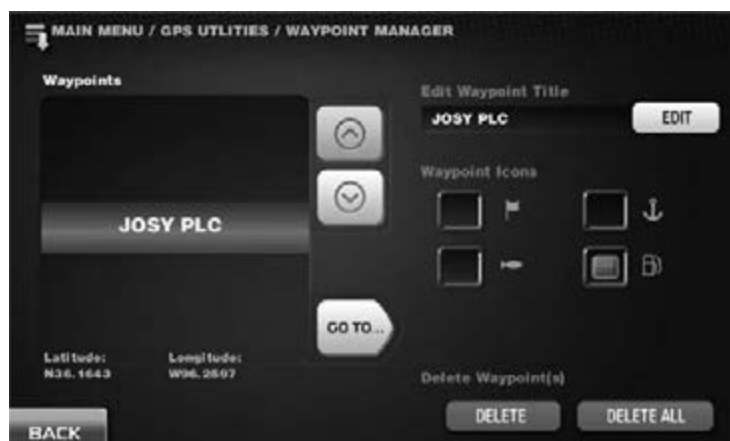 MAIN MENU / GPS UTLITIES / WAYPOINT MANAGER
Waypoints
JOSY PLC
GO TO...
Latitude: Longitude:
N36.1643 W96.2597
BACK
Edit Waypoint Title
JOSY PLC EDIT
Waypoint Icons
Delete Waypoint(s)
DELETE DELETE ALL